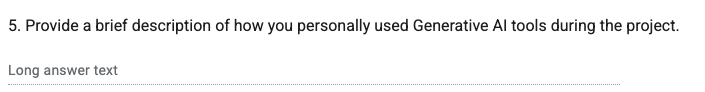 5. Provide a brief description of how you personally used Generative AI tools during the project.
Long answer text